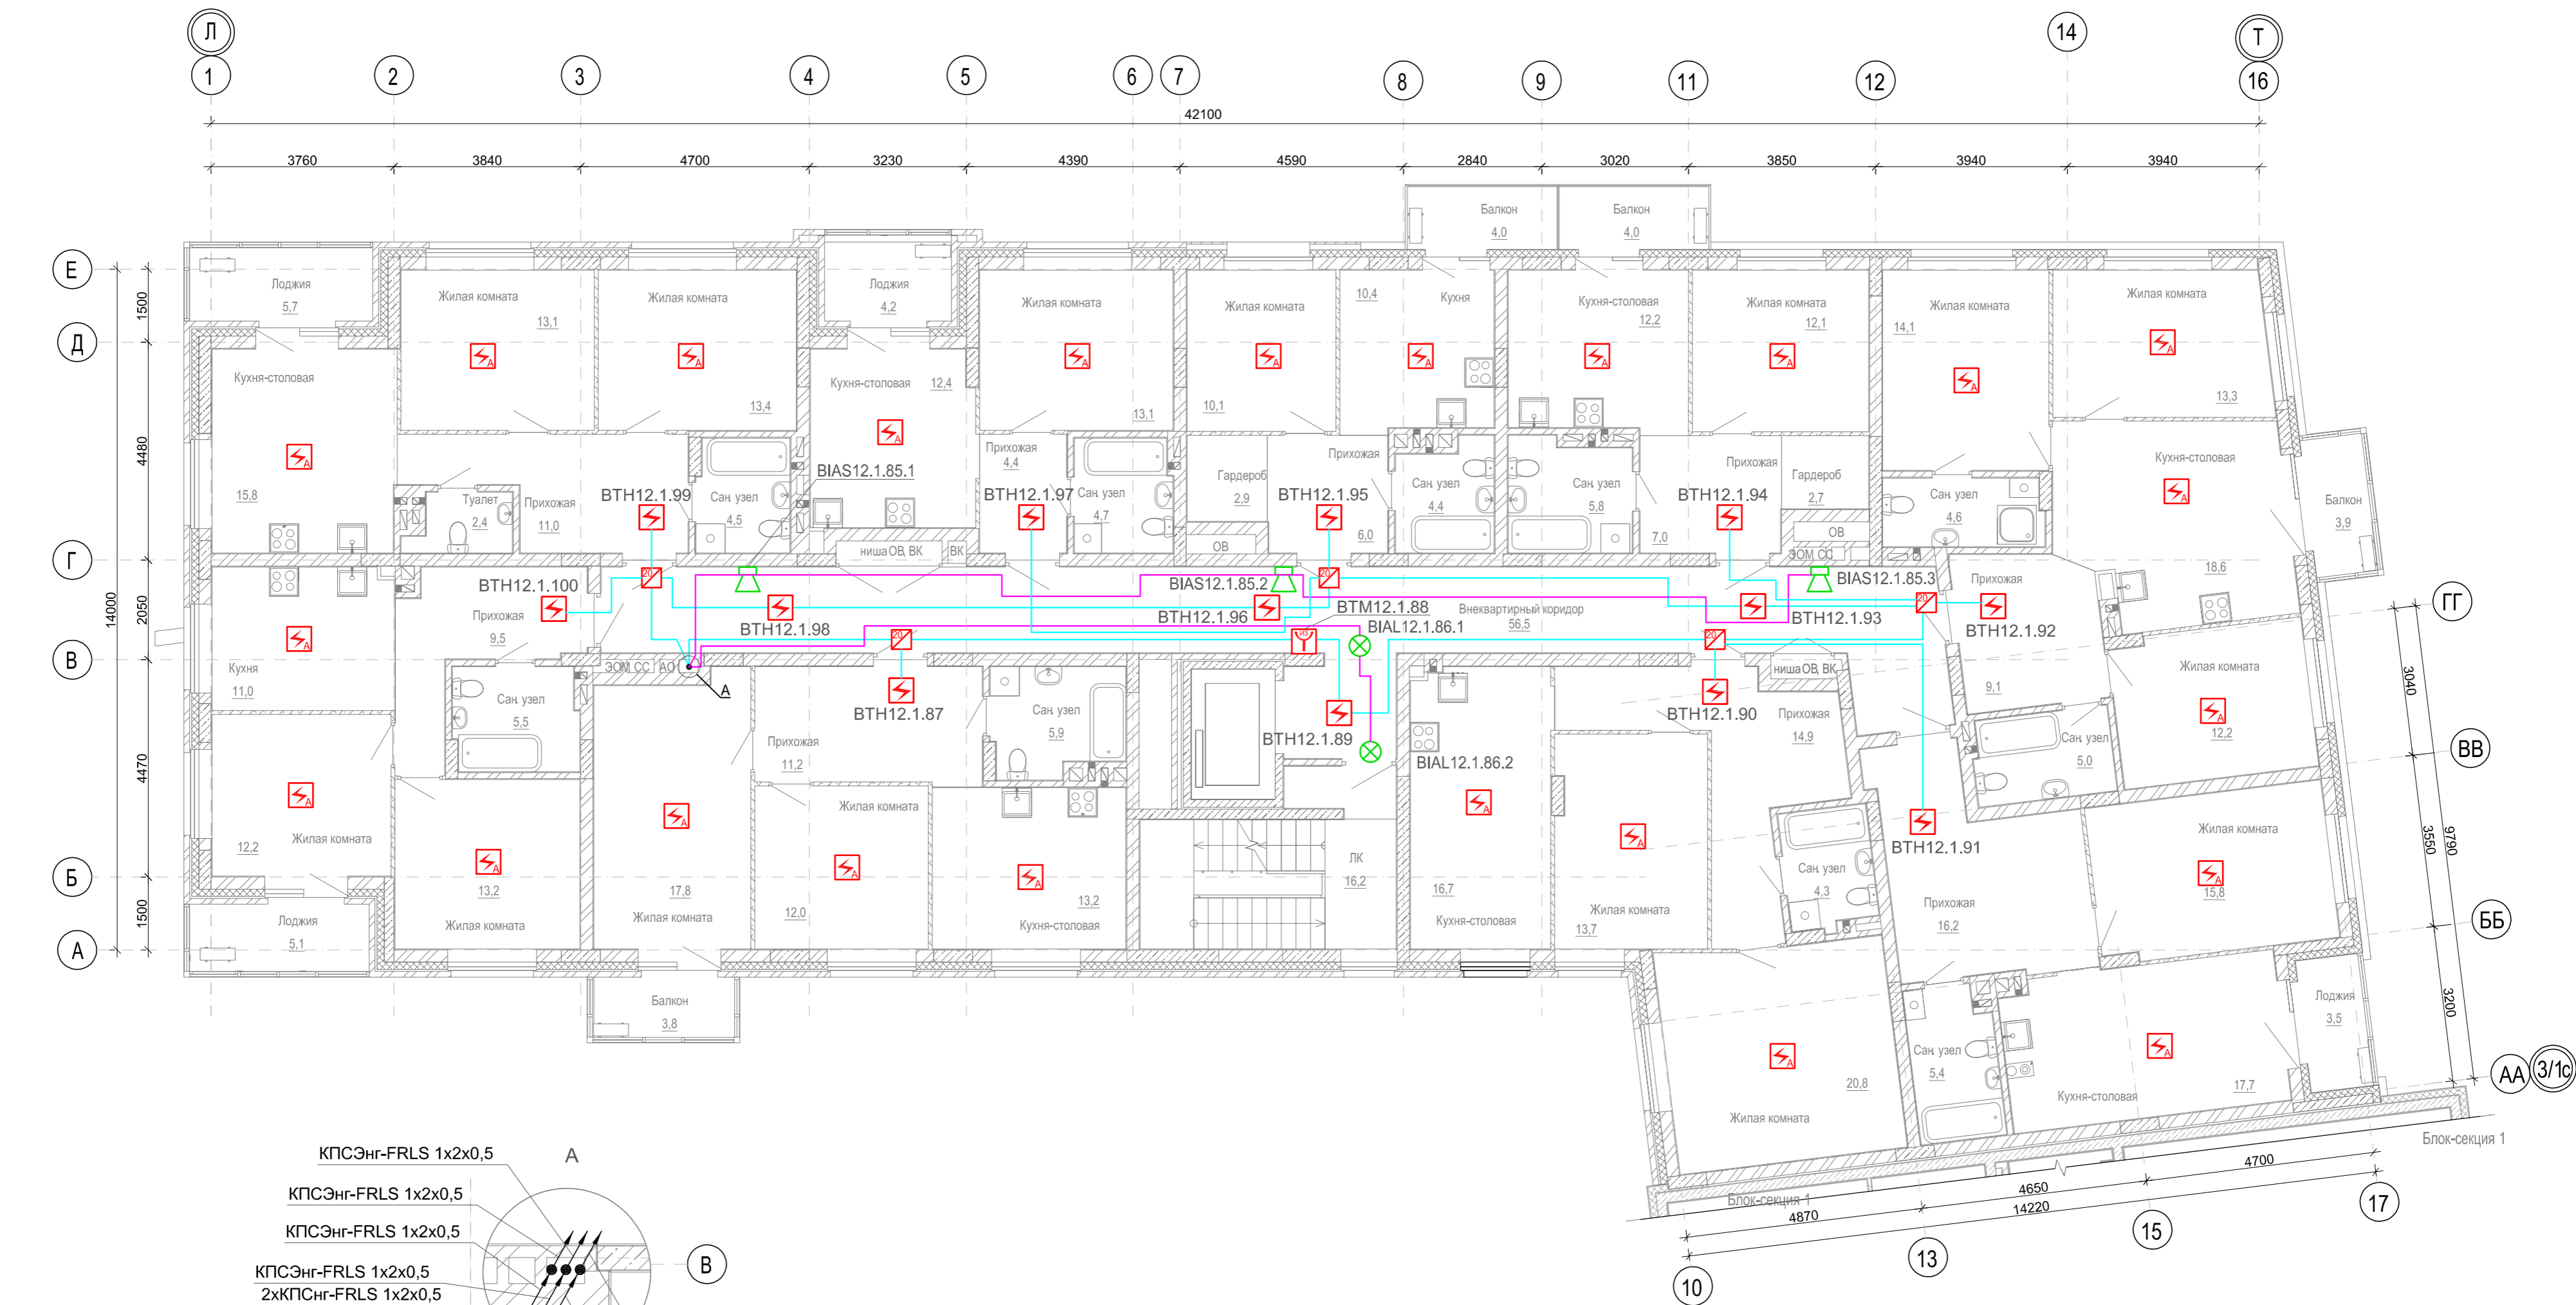 Л
Т
14
1
2
3
4
5
6
7
8
9
11
12
16
42100
3760
3840
4700
3230
4390
4590
2840
3020
3850
3940
3940
Балкон
4,0
Балкон
4,0
Е
Д
Г
В
Б
А
1500
4480
2050
4470
1500
14000
Лоджия
5,7
Жилая комната
13,1
Жилая комната
13,4
Лоджия
4,2
Жилая комната
13,1
Жилая комната
10,1
10,4
Кухня
Кухня-столовая
12,2
Жилая комната
12,1
14,1
Жилая комната
Жилая комната
13,3
Кухня-столовая
15,8
Кухня-столовая
12,4
Кухня-столовая
18,6
Балкон
3,9
Туалет
2,4
Прихожая
11,0
BTH12.1.99
Сан. узел
4,5
BIAS12.1.85.1
Прихожая
4,4
BTH12.1.97
Сан. узел
4,7
Гардероб
2,9
Прихожая
BTH12.1.95
6,0
Сан. узел
4,4
Сан. узел
5,8
Прихожая
BTH12.1.94
7,0
Гардероб
2,7
Сан. узел
4,6
ОВ
ОВ
ЭОМ СС
ниша ОВ, ВК
ВК
BTH12.1.100
20
20
20
20
20
BIAS12.1.85.2
BIAS12.1.85.3
Прихожая
9,1
BTH12.1.92
BTH12.1.93
Прихожая
9,5
BTH12.1.98
BTH12.1.96
BTM12.1.88
ИЗ
BIAL12.1.86.1
Внеквартирный коридор
56,5
Кухня
11,0
ЭОМ СС
АО
А
ниша ОВ, ВК
Сан. узел
5,5
BTH12.1.87
Прихожая
11,2
Сан. узел
5,9
BTH12.1.89
BIAL12.1.86.2
BTH12.1.90
Прихожая
14,9
Жилая комната
12,2
Сан. узел
5,0
ГГ
ВВ
ББ
АА
3/1с
3040
3550
3200
9790
12,2
Жилая комната
13,2
Жилая комната
17,8
Жилая комната
Жилая комната
12,0
13,2
Кухня-столовая
ЛК
16,2
16,7
Кухня-столовая
Жилая комната
13,7
BTH12.1.91
Сан. узел
4,3
Прихожая
16,2
Жилая комната
15,8
Лоджия
5,1
Балкон
3,8
Лоджия
3,5
20,8
Жилая комната
Сан. узел
5,4
Кухня-столовая
17,7
Блок-секция 1
Блок-секция 1
4870
4650
4700
14220
10
13
15
17
А
КПСЭнг-FRLS 1x2x0,5
КПСЭнг-FRLS 1x2x0,5
КПСЭнг-FRLS 1x2x0,5
КПСЭнг-FRLS 1x2x0,5
2xКПСнг-FRLS 1x2x0,5
В